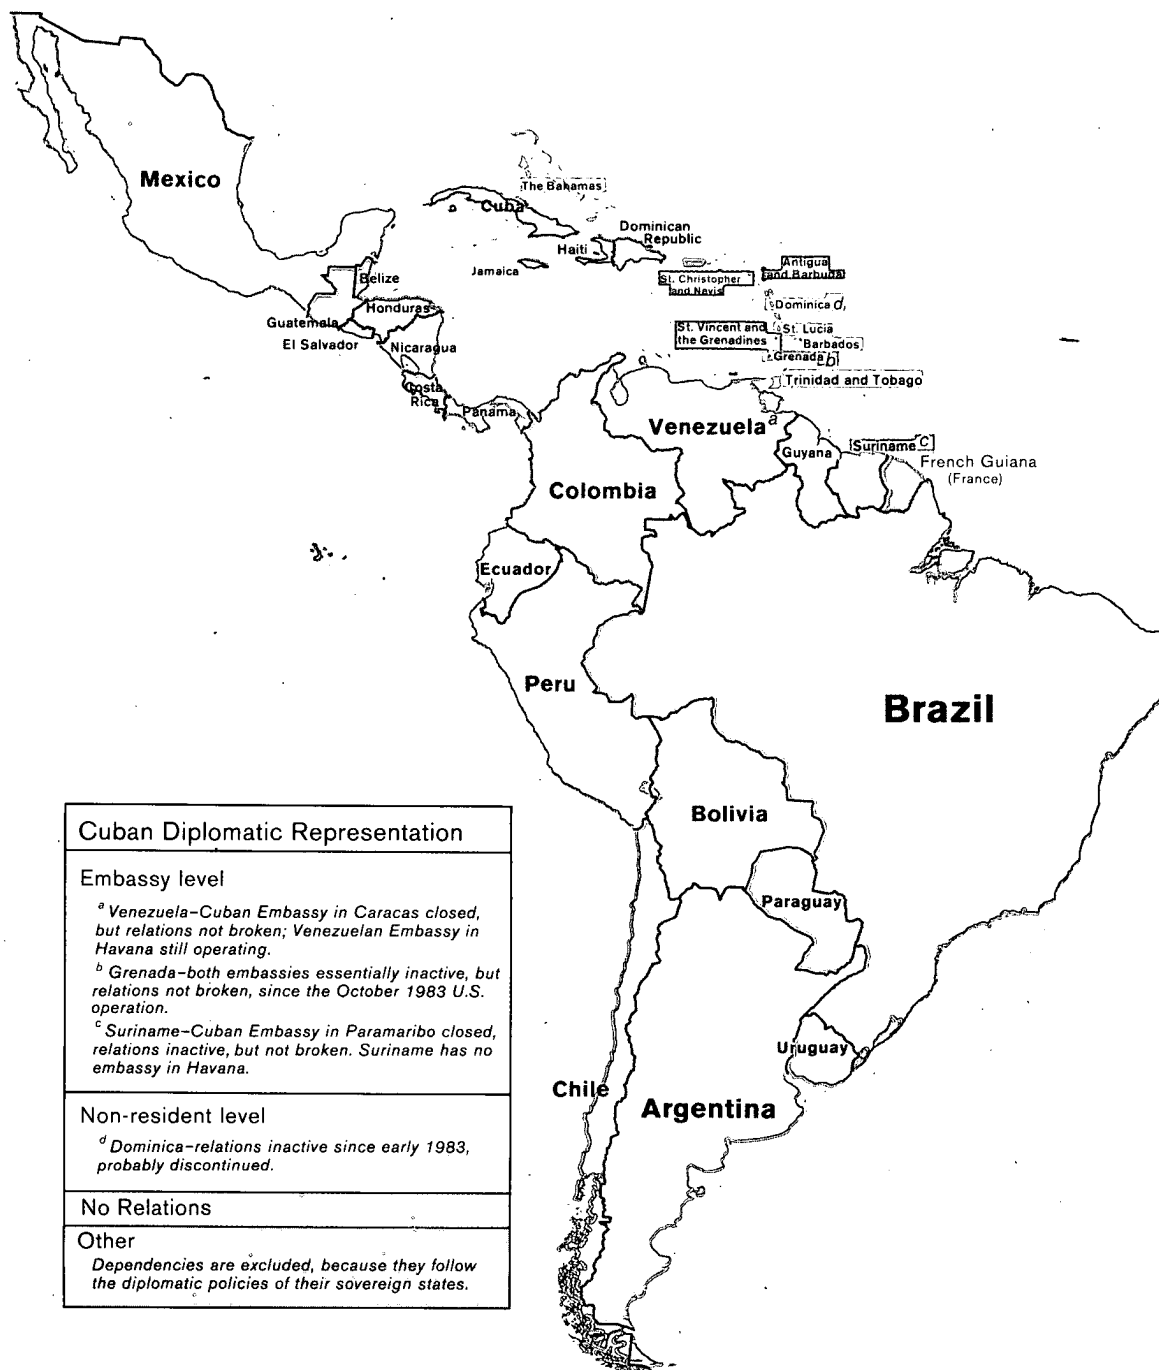 Mexico
The Bahamas
Cuba
Dominican
Republic
Haiti
Jamaica
Belize
Antigua
and Barbuda
St. Christopher
and Nevis
Dominica d
Honduras
Guatemala
St. Vincent and
the Grenadines
St. Lucia
El Salvador
Nicaragua
Barbados
Grenada b
Trinidad and Tobago
Costa
Rica
Panama
Venezuela a
a
Guyana
Suriname c
French Guiana
(France)
Colombia
Ecuador
Peru
Brazil
Bolivia
Paraguay
Uruguay
Chile
Argentina
Cuban Diplomatic Representation
Embassy level
a Venezuela–Cuban Embassy in Caracas closed,
but relations not broken; Venezuelan Embassy in
Havana still operating.
b Grenada–both embassies essentially inactive, but
relations not broken, since the October 1983 U.S.
operation.
c Suriname–Cuban Embassy in Paramaribo closed,
relations inactive, but not broken. Suriname has no
embassy in Havana.
Non-resident level
d Dominica–relations inactive since early 1983,
probably discontinued.
No Relations
Other
Dependencies are excluded, because they follow
the diplomatic policies of their sovereign states.